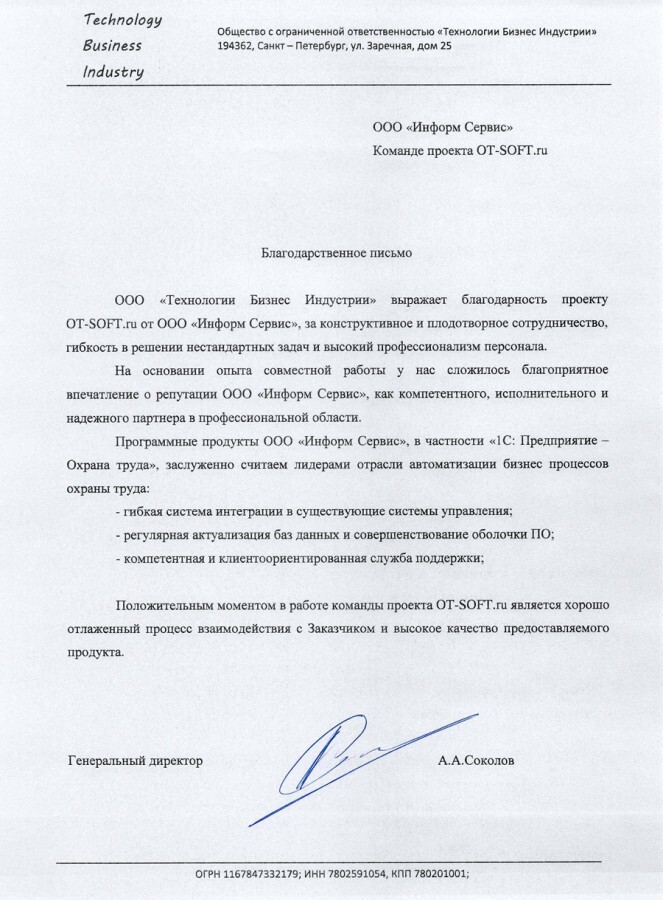 Technology
Business
Industry
Общество с ограниченной ответственностью «Технологии Бизнес Индустрии»
194362, Санкт – Петербург, ул. Заречная, дом 25
ООО «Информ Сервис»
Команде проекта OT-SOFT.ru
Благодарственное письмо
ООО «Технологии Бизнес Индустрии» выражает благодарность проекту
OT-SOFT.ru от ООО «Информ Сервис», за конструктивное и плодотворное сотрудничество,
гибкость в решении нестандартных задач и высокий профессионализм персонала.
На основании опыта совместной работы у нас сложилось благоприятное
впечатление о репутации ООО «Информ Сервис», как компетентного, исполнительного и
надежного партнера в профессиональной области.
Программные продукты ООО «Информ Сервис», в частности «1С: Предприятие –
Охрана труда», заслуженно считаем лидерами отрасли автоматизации бизнес процессов
охраны труда:
- гибкая система интеграции в существующие системы управления;
- регулярная актуализация баз данных и совершенствование оболочки ПО;
- компетентная и клиентоориентированная служба поддержки;
Положительным моментом в работе команды проекта OT-SOFT.ru является хорошо
отлаженный процесс взаимодействия с Заказчиком и высокое качество предоставляемого
продукта.
Генеральный директор А.А.Соколов
ОГРН 1167847332179; ИНН 7802591054, КПП 780201001;